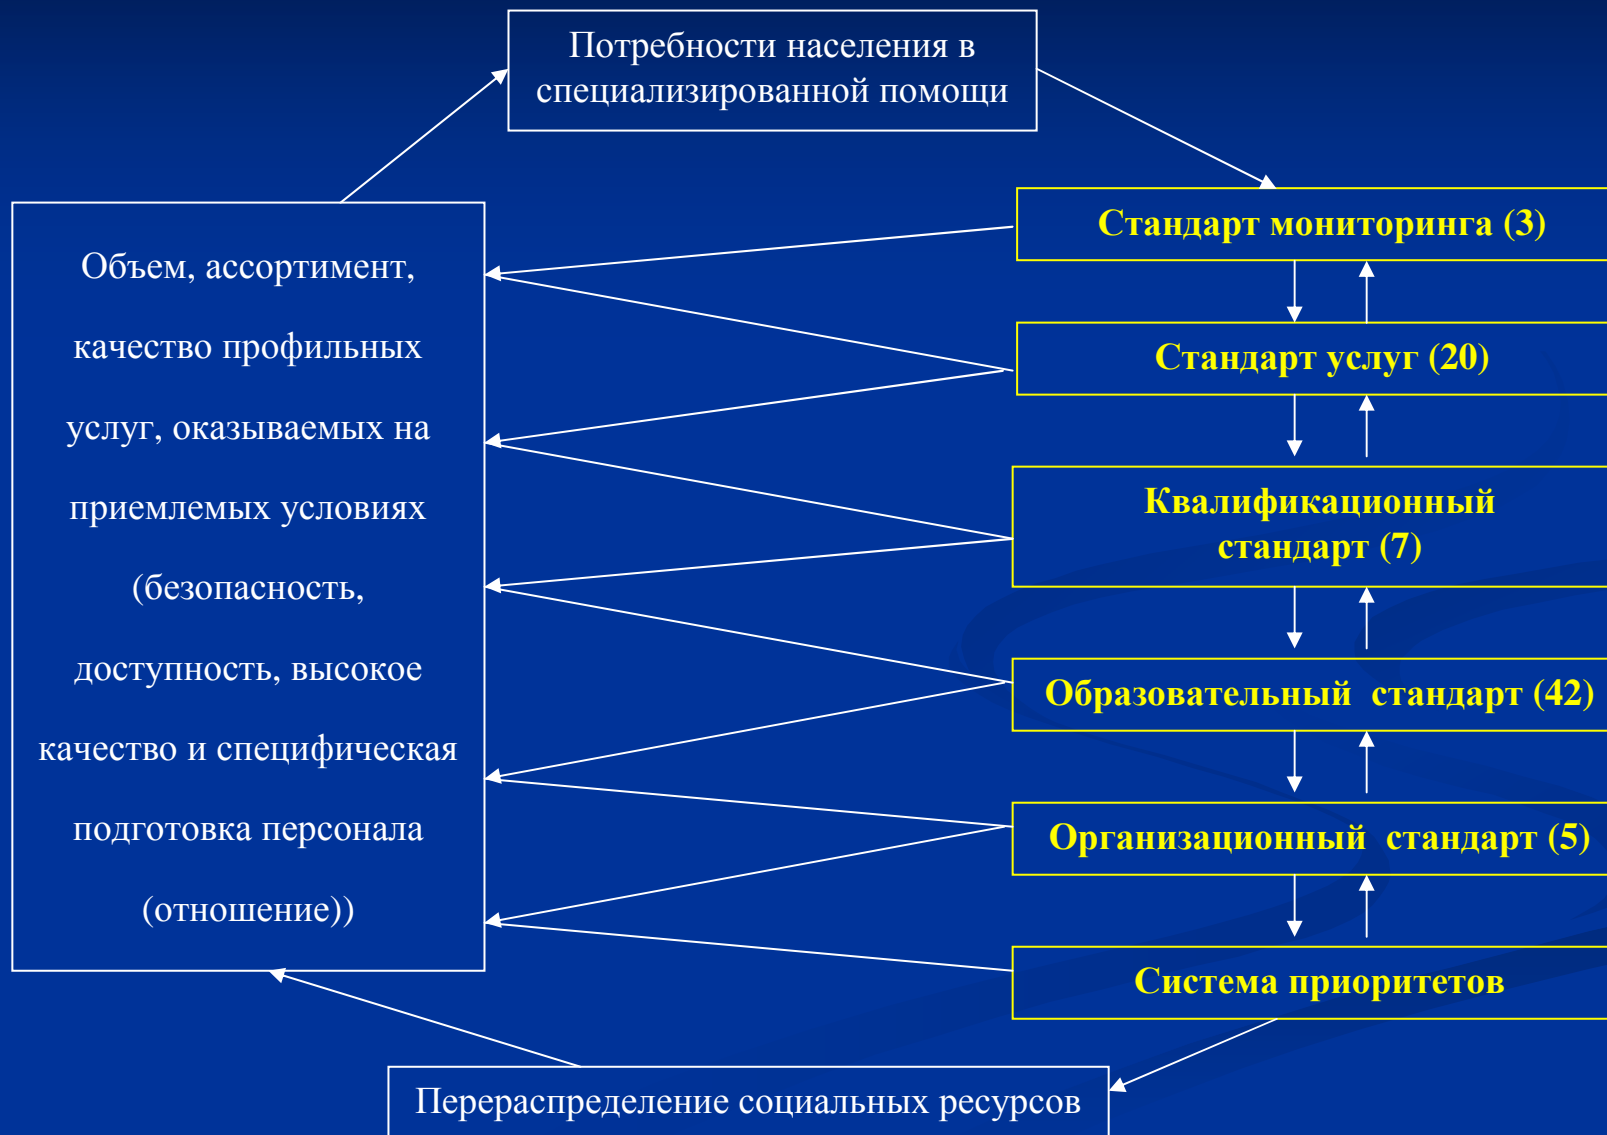 Потребности населения в
специализированной помощи
Объем, ассортимент,
качество профильных
услуг, оказываемых на
приемлемых условиях
(безопасность,
доступность, высокое
качество и специфическая
подготовка персонала
(отношение))
Стандарт мониторинга (3)
Стандарт услуг (20)
Квалификационный
стандарт (7)
Образовательный стандарт (42)
Организационный стандарт (5)
Система приоритетов
Перераспределение социальных ресурсов